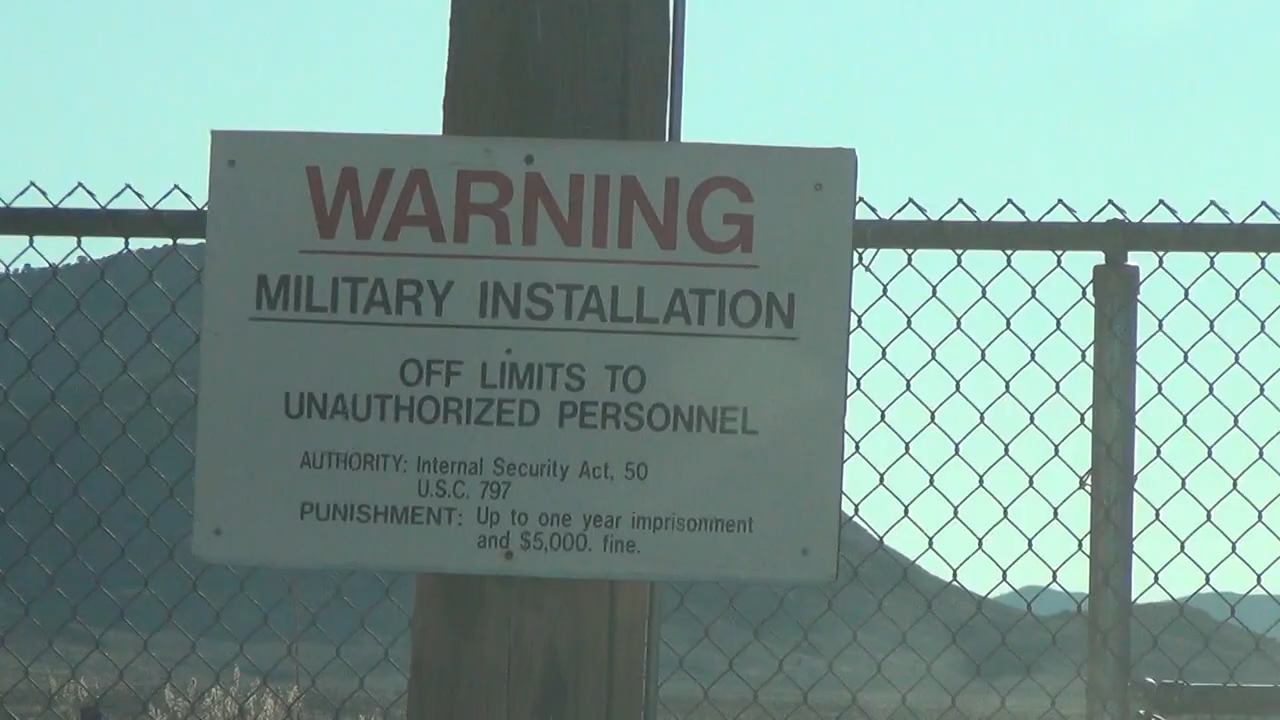 WARNING
MILITARY INSTALLATION
OFF LIMITS TO
UNAUTHORIZED PERSONNEL
AUTHORITY: Internal Security Act, 50
U.S.C. 797
PUNISHMENT: Up to one year imprisonment
and $5,000. fine.